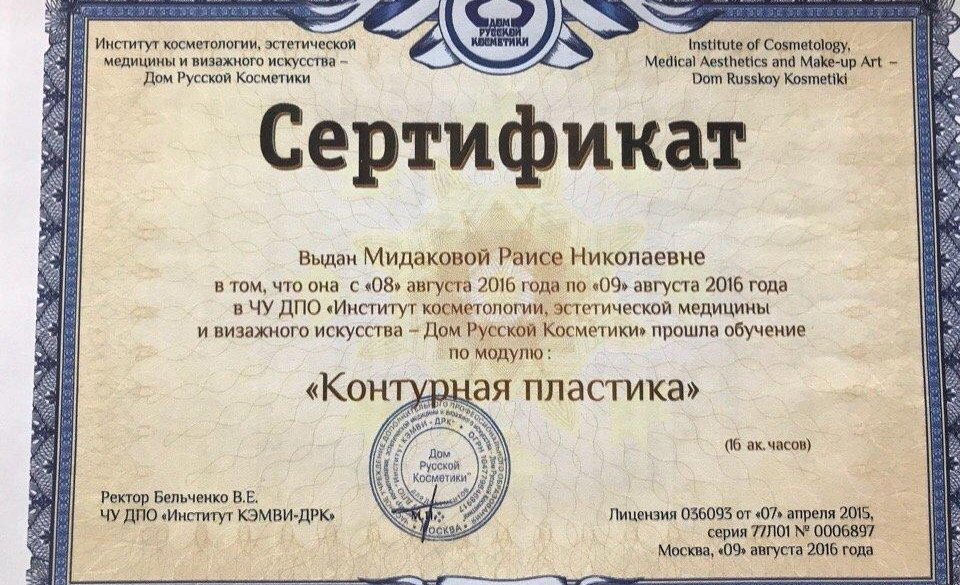 ДОМ
РУССКОЙ
КОСМЕТИКИ
Институт косметологии, эстетической
медицины и визажного искусства –
Дом Русской Косметики
Institute of Cosmetology,
Medical Aesthetics and Make-up Art –
Dom Russkoy Kosmetiki
Сертификат
Выдан Мидаковой Раисе Николаевне
в том, что она с «08» августа 2016 года по «09» августа 2016 года
в ЧУ ДПО «Институт косметологии, эстетической медицины
и визажного искусства – Дом Русской Косметики» прошла обучение
по модулю:
«Контурная пластика»
(16 ак.часов)
Дом
Русской
Косметики"
для документов
М.П.
МОСКВА
Ректор Бельченко В.Е.
ЧУ ДПО «Институт КЭМВИ-ДРК»
Лицензия 036093 от «07» апреля 2015,
серия 77Л01 № 0006897
Москва, «09» августа 2016 года